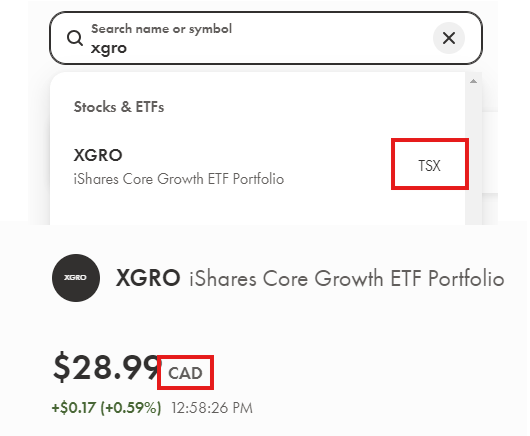 Search name or symbol
xgro
Stocks & ETFs
XGRO
TSX
iShares Core Growth ETF Portfolio
XGRO XGRO iShares Core Growth ETF Portfolio
$28.99 CAD
+$0.17 (+0.59%) 12:58:26 PM